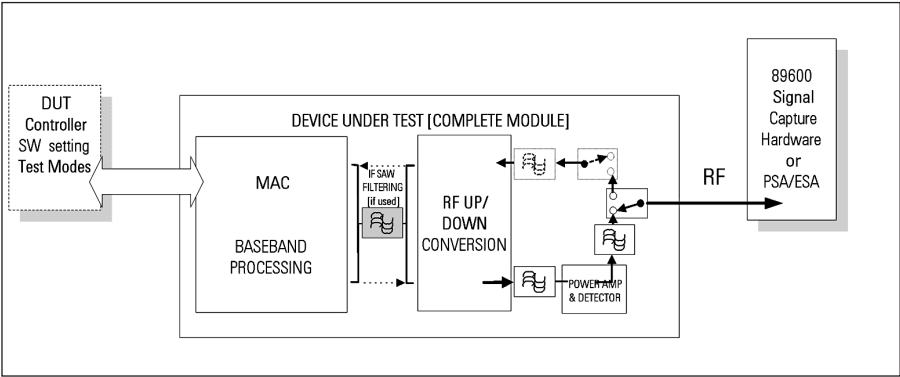 DUT
Controller
SW setting
Test Modes
DEVICE UNDER TEST [COMPLETE MODULE]
MAC
BASEBAND
PROCESSING
IF SAW
FILTERING
[if used]
RF UP/
DOWN
CONVERSION
POWER AMP
& DETECTOR
RF
89600
Signal
Capture
Hardware
or
PSA/ESA